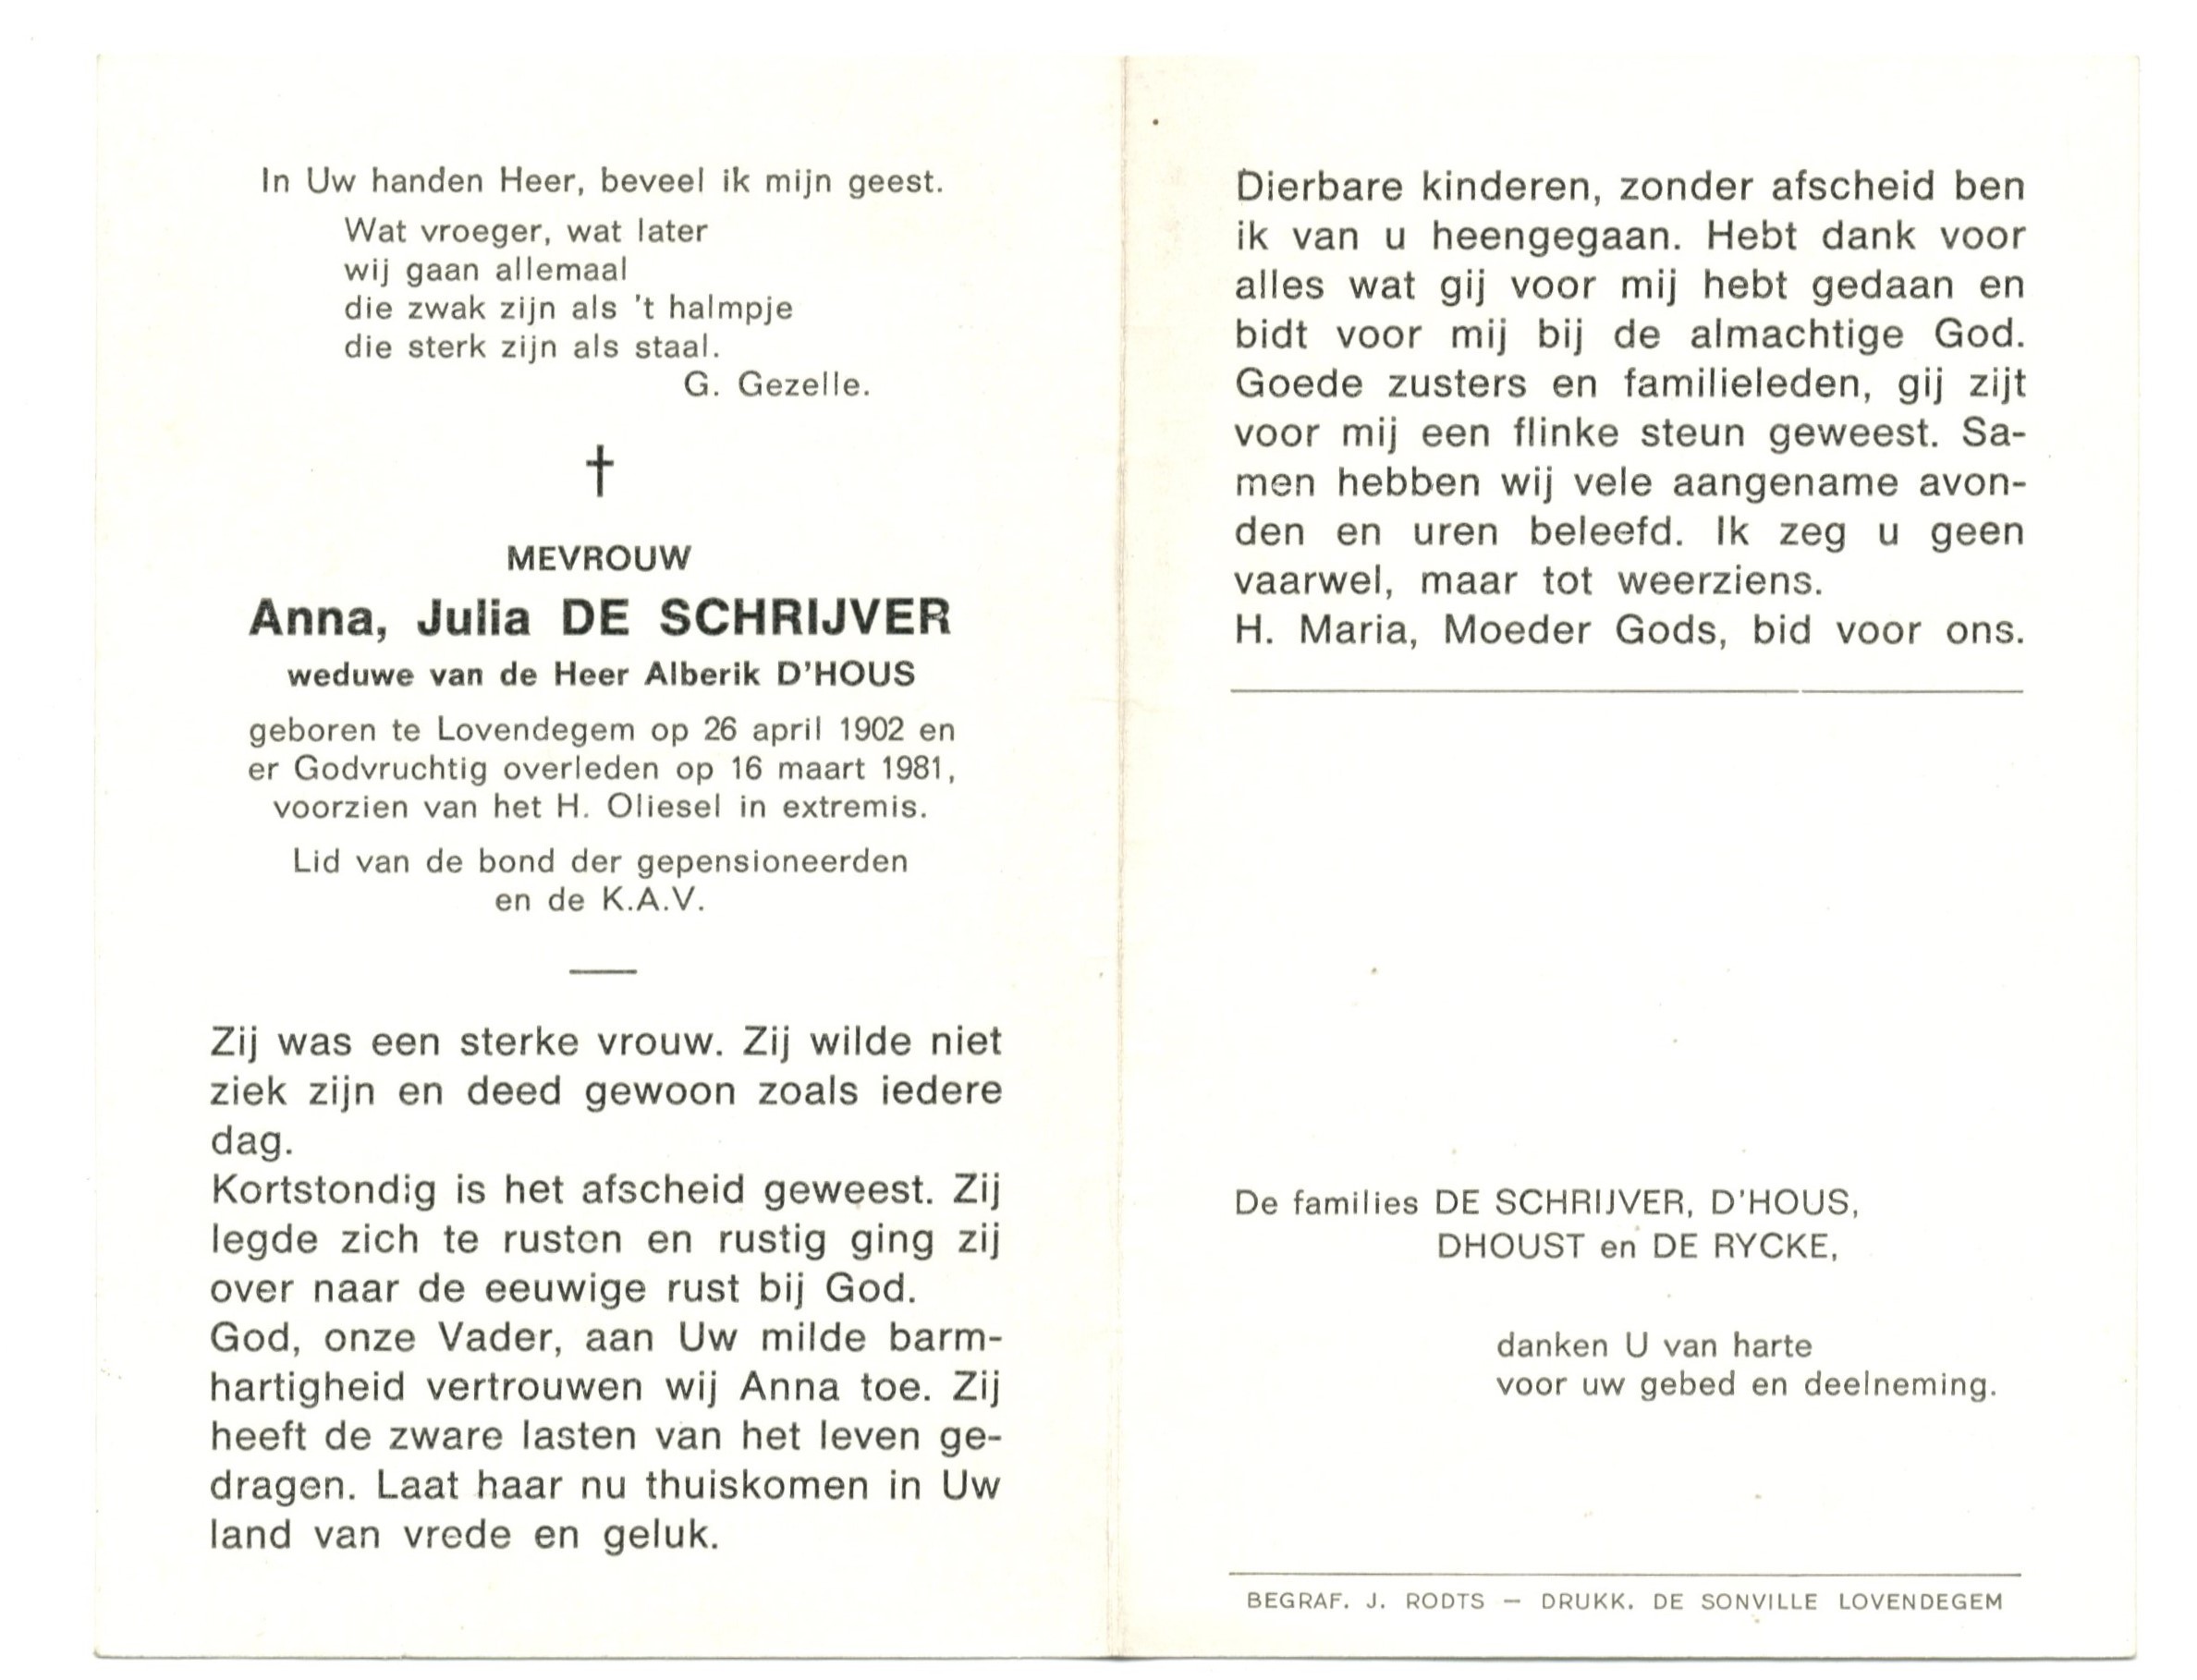 In Uw handen Heer, beveel ik mijn geest.
Wat vroeger, wat later
wij gaan allemaal
die zwak zijn als 't halmpje
die sterk zijn als staal.
G. Gezelle.
†
MEVROUW
Anna, Julia DE SCHRIJVER
weduwe van de Heer Alberik D'HOUS
geboren te Lovendegem op 26 april 1902 en
er Godvruchtig overleden op 16 maart 1981,
voorzien van het H. Oliesel in extremis.
Lid van de bond der gepensioneerden
en de K.A.V.
Zij was een sterke vrouw. Zij wilde niet
ziek zijn en deed gewoon zoals iedere
dag.
Kortstondig is het afscheid geweest. Zij
legde zich te rusten en rustig ging zij
over naar de eeuwige rust bij God.
God, onze Vader, aan Uw milde barm-
hartigheid vertrouwen wij Anna toe. Zij
heeft de zware lasten van het leven ge-
dragen. Laat haar nu thuiskomen in Uw
land van vrede en geluk.
Dierbare kinderen, zonder afscheid ben
ik van u heengegaan. Hebt dank voor
alles wat gij voor mij hebt gedaan en
bidt voor mij bij de almachtige God.
Goede zusters en familieleden, gij zijt
voor mij een flinke steun geweest. Sa-
men hebben wij vele aangename avon-
den en uren beleefd. Ik zeg u geen
vaarwel, maar tot weerziens.
H. Maria, Moeder Gods, bid voor ons.
De families DE SCHRIJVER, D'HOUS,
DHOUST en DE RYCKE,
danken U van harte
voor uw gebed en deelneming.
BEGRAF. J. RODTS — DRUKK. DE SONVILLE LOVENDEGEM